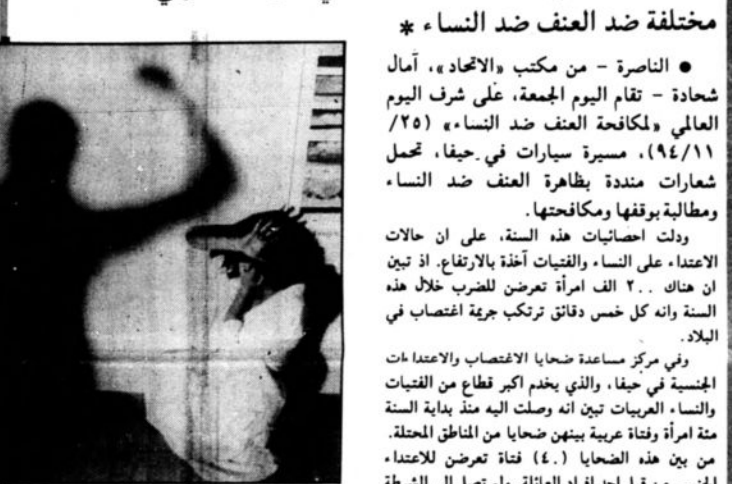 مختلفة ضد العنف ضد النساء *
● الناصرة - من مكتب «الاتحاد»، آمال
شحادة - تقام اليوم الجمعة، على شرف اليوم
العالمي «لمكافحة العنف ضد النساء» (٢٥/
٩٤/١١)، مسيرة سيارات في حيفا، تحمل
شعارات منددة بظاهرة العنف ضد النساء
ومطالبة بوقفها ومكافحتها.
ودلت احصائيات هذه السنة، على ان حالات
الاعتداء على النساء والفتيات آخذة بالارتفاع. اذ تبين
ان هناك ٢٠٠ الف امرأة تعرضن للضرب خلال هذه
السنة وانه كل خمس دقائق ترتكب جريمة اغتصاب في
البلاد.
وفي مركز مساعدة ضحايا الاغتصاب والاعتداءات
الجنسية في حيفا، والذي يخدم اكبر قطاع من الفتيات
والنساء العربيات تبين انه وصلت اليه منذ بداية السنة
مئة امرأة وفتاة عربية بينهن ضحايا من المناطق المحتلة.
من بين هذه الضحايا (٤٠) فتاة تعرضن للاعتداء